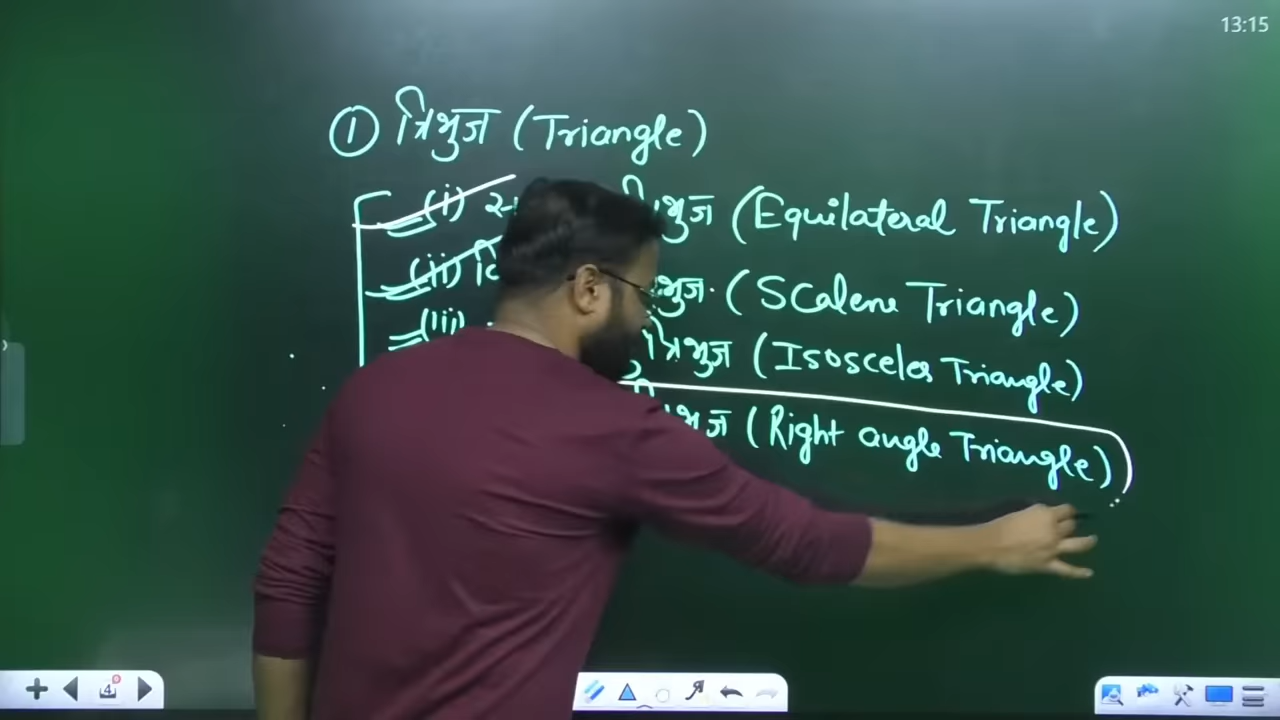 13:15
① त्रिभुज (Triangle)
(i) (Equilateral Triangle)
(ii) (Scalene Triangle)
(iii) त्रिभुज (Isosceles Triangle)
(Right angle Triangle)
4